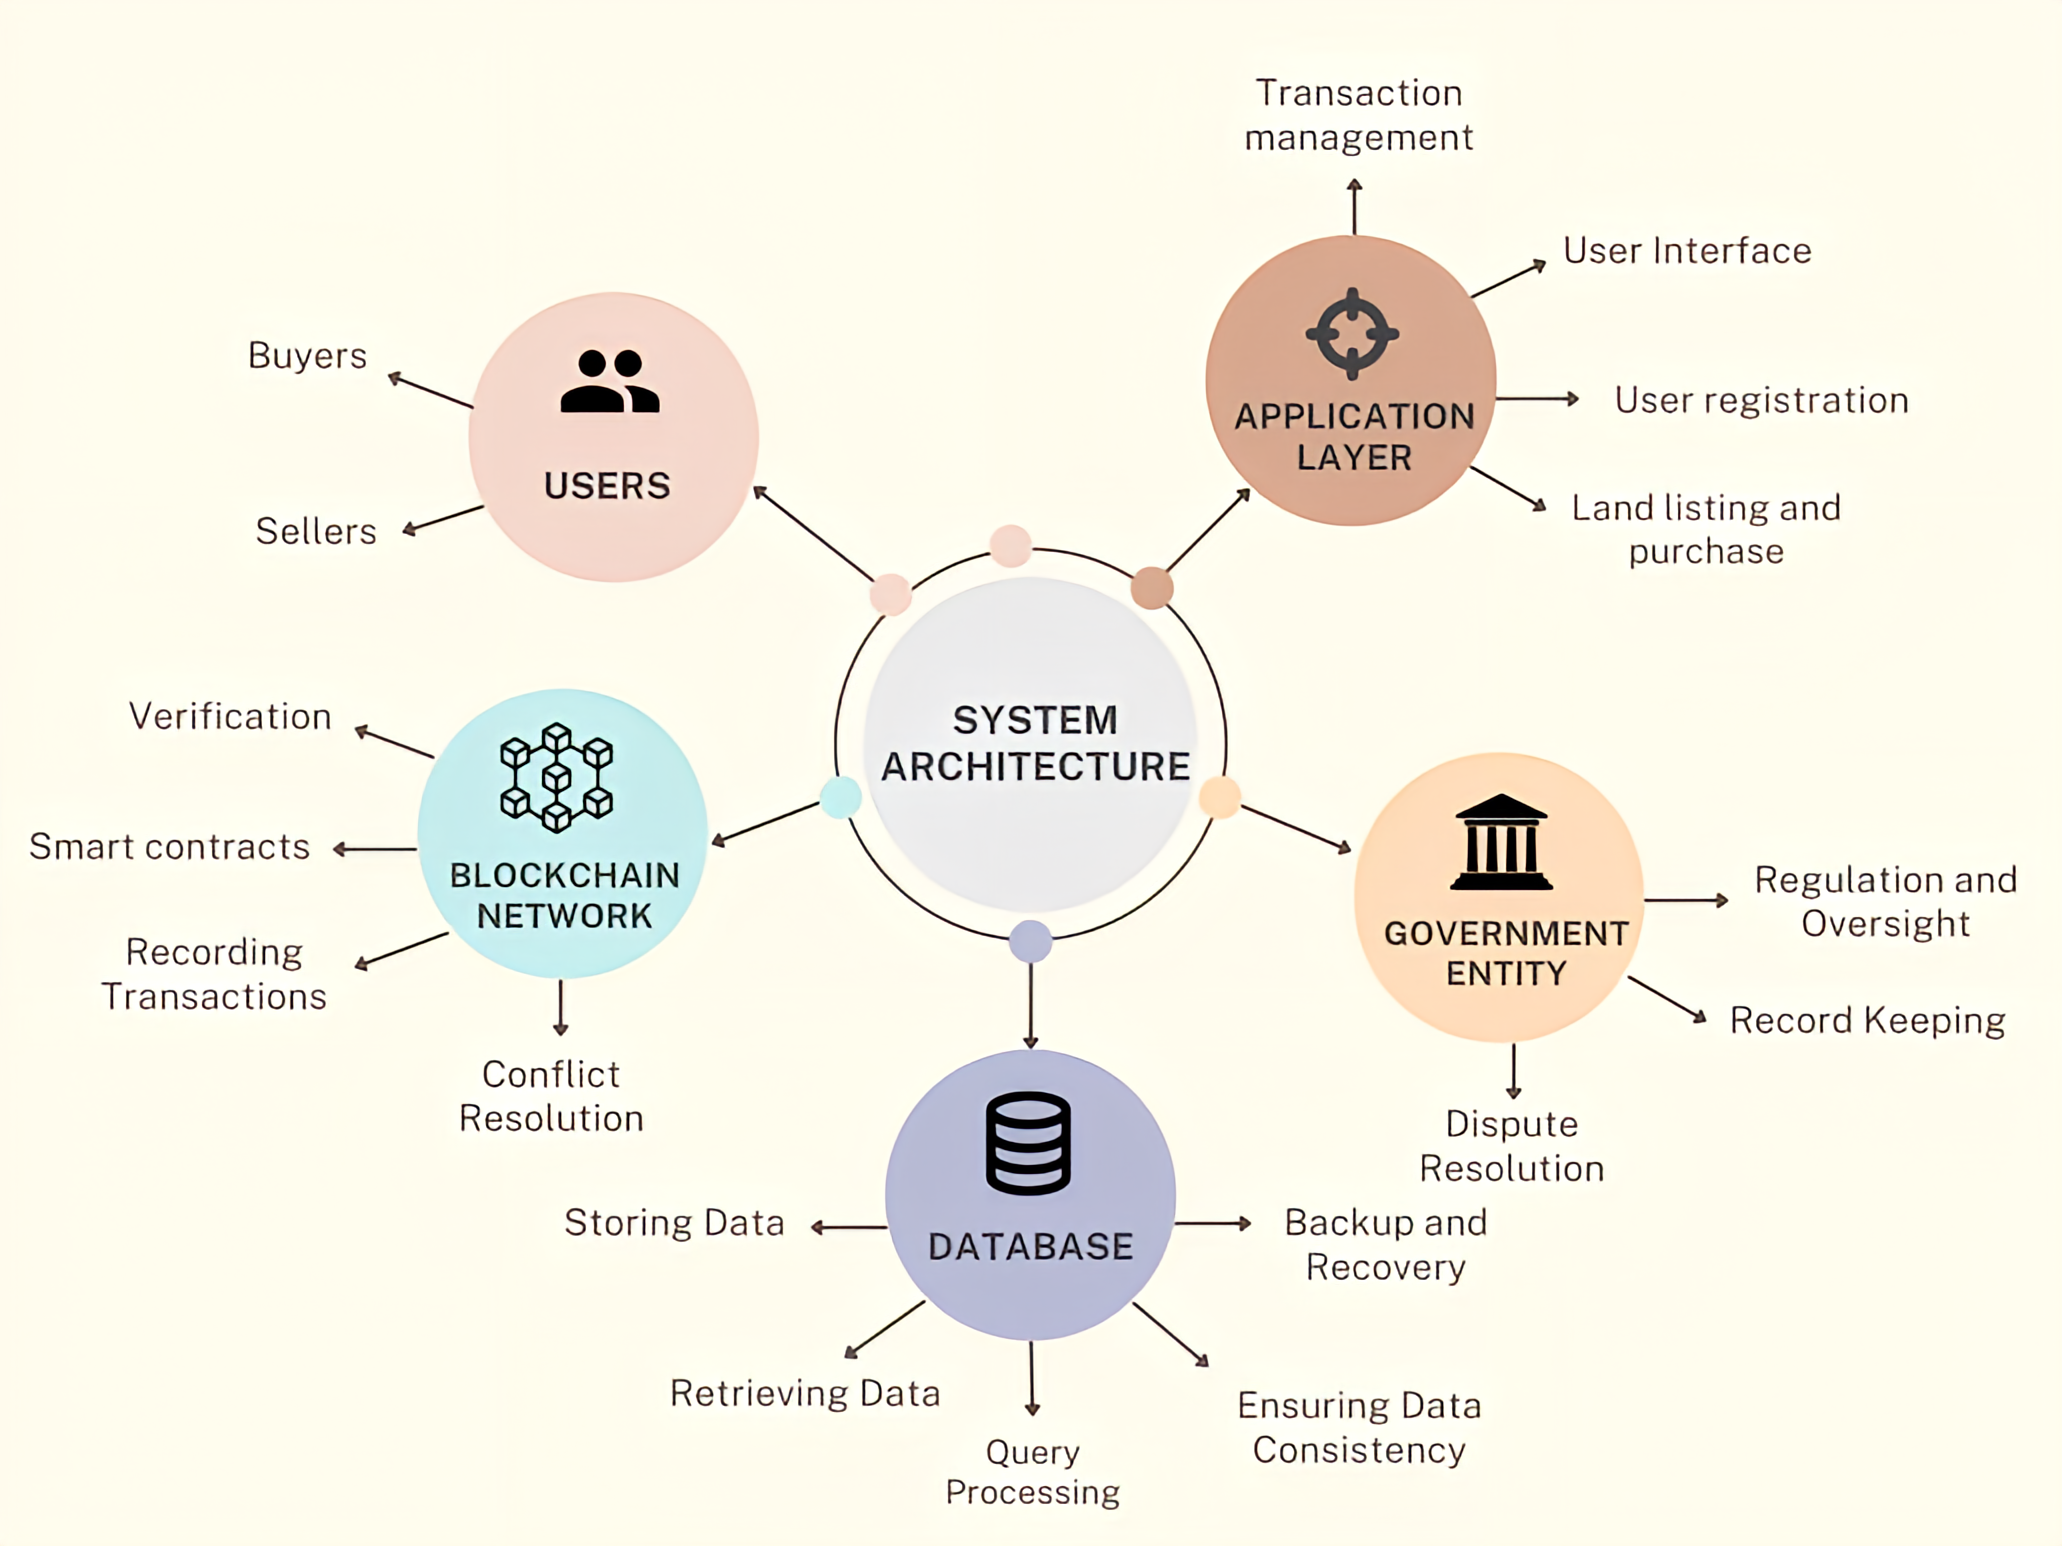 Transaction
management
User Interface
User registration
Land listing and
purchase
APPLICATION
LAYER
Buyers
Sellers
USERS
SYSTEM
ARCHITECTURE
Verification
Smart contracts
Recording
Transactions
Conflict
Resolution
BLOCKCHAIN
NETWORK
GOVERNMENT
ENTITY
Regulation and
Oversight
Record Keeping
Dispute
Resolution
DATABASE
Storing Data
Retrieving Data
Query
Processing
Ensuring Data
Consistency
Backup and
Recovery